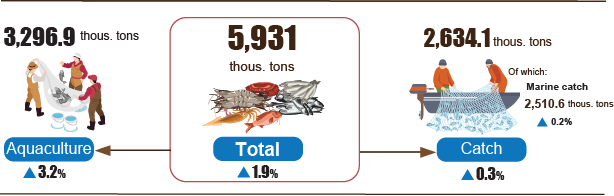 3,296.9 thous. tons
Aquaculture
▲ 3.2%
5,931
thous. tons
Total
▲ 1.9%
2,634.1 thous. tons
Of which:
Marine catch
2,510.6 thous. tons
▲ 0.2%
Catch
▲ 0.3%